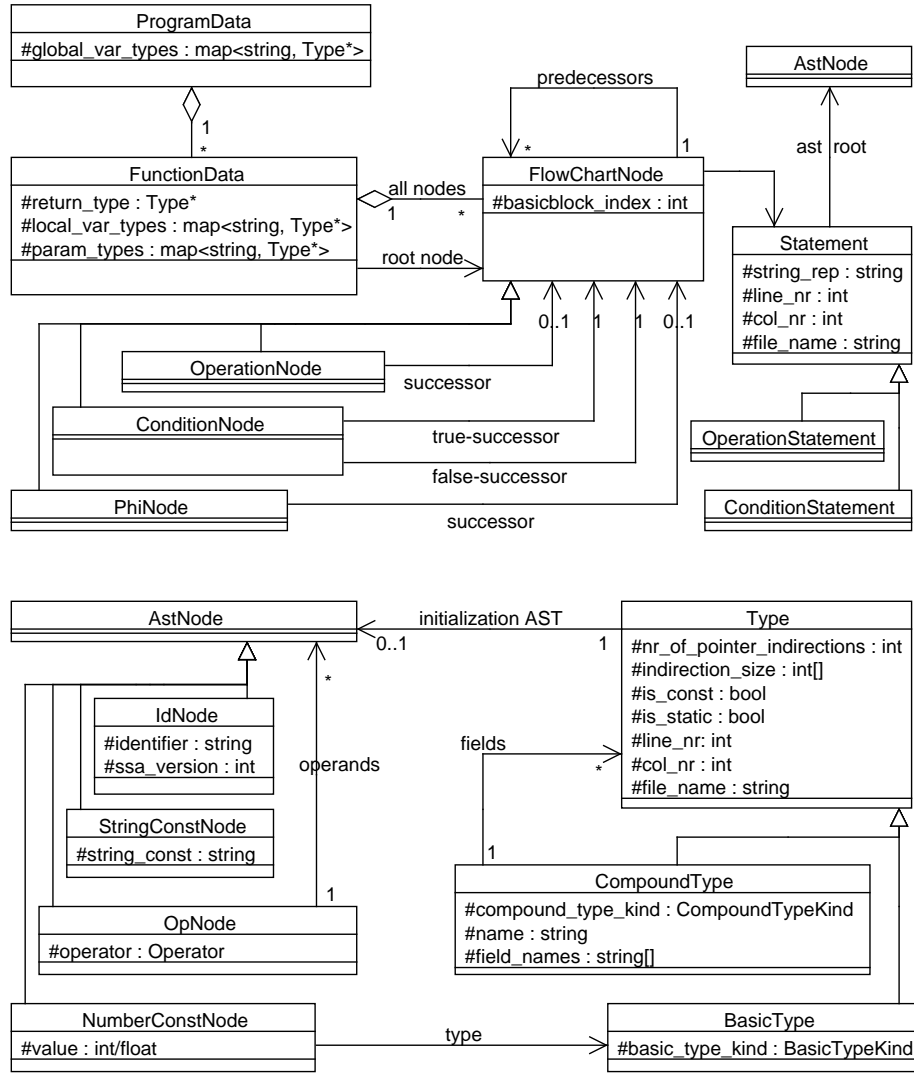 ProgramData
#global_var_types : map<string, Type*>
1
*
FunctionData
#return_type : Type*
#local_var_types : map<string, Type*>
#param_types : map<string, Type*>
all nodes
1
*
root node
predecessors
*
1
FlowChartNode
#basicblock_index : int
AstNode
ast root
Statement
#string_rep : string
#line_nr : int
#col_nr : int
#file_name : string
0..1
1
1
0..1
OperationNode
successor
ConditionNode
true-successor
false-successor
PhiNode
successor
OperationStatement
ConditionStatement
AstNode
initialization AST
0..1
1
Type
#nr_of_pointer_indirections : int
#indirection_size : int[]
#is_const : bool
#is_static : bool
#line_nr: int
#col_nr : int
#file_name : string
*
IdNode
#identifier : string
#ssa_version : int
operands
fields
*
StringConstNode
#string_const : string
1
1
OpNode
#operator : Operator
CompoundType
#compound_type_kind : CompoundTypeKind
#name : string
#field_names : string[]
NumberConstNode
#value : int/float
type
BasicType
#basic_type_kind : BasicTypeKind